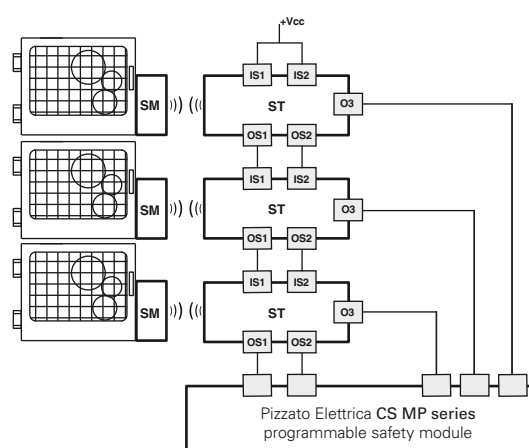 +Vcc
IS1 IS2
SM ST O3
OS1 OS2
IS1 IS2
SM ST O3
OS1 OS2
IS1 IS2
SM ST O3
OS1 OS2
Pizzato Elettrica CS MP series
programmable safety module